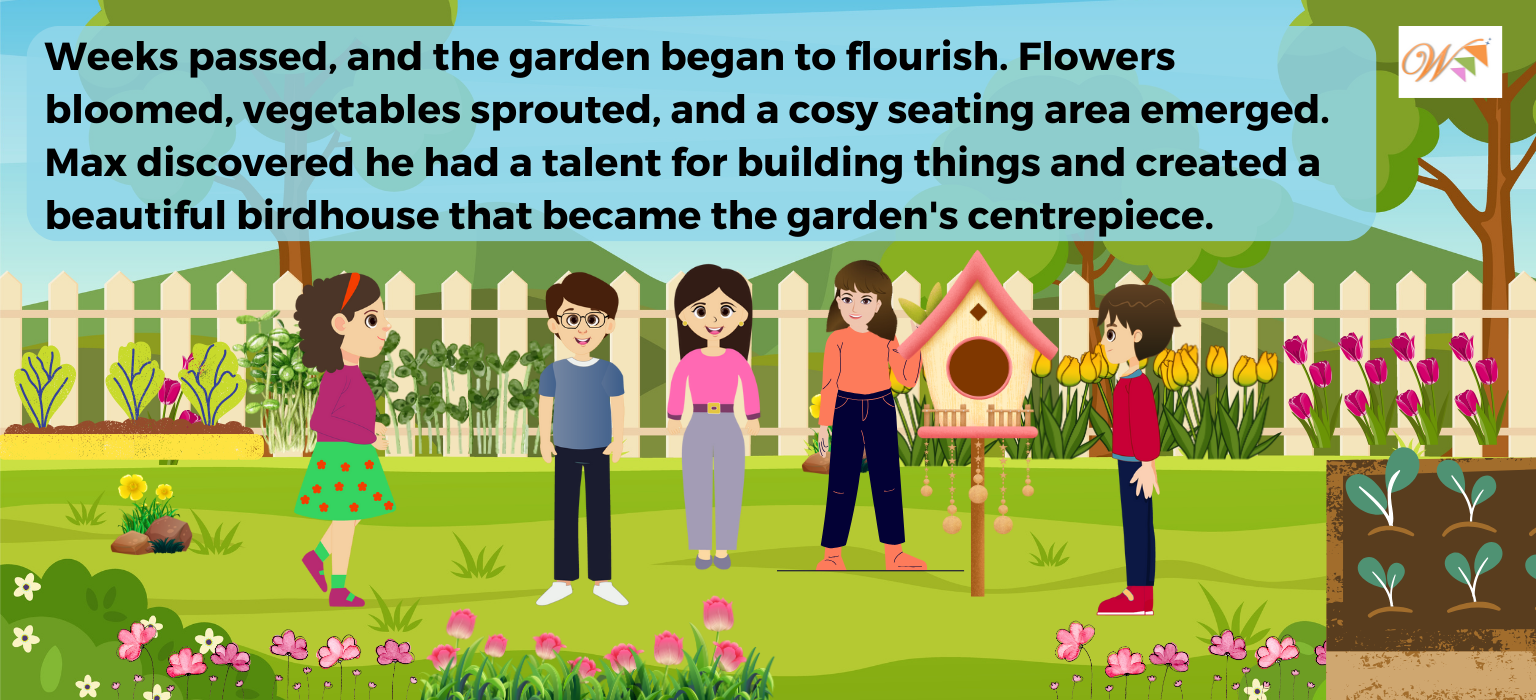 Weeks passed, and the garden began to flourish. Flowers
bloomed, vegetables sprouted, and a cosy seating area emerged.
Max discovered he had a talent for building things and created a
beautiful birdhouse that became the garden's centrepiece.
W